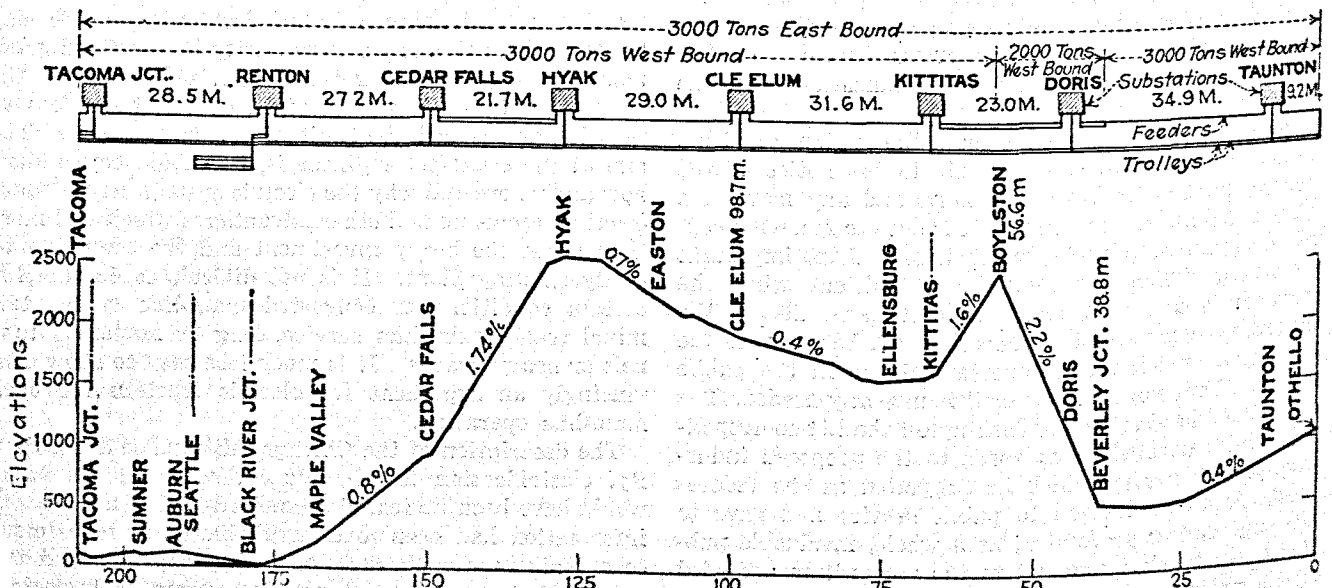 3000 Tons East Bound
3000 Tons West Bound
2000 Tons West Bound
3000 Tons West Bound
TACOMA JCT.. RENTON CEDAR FALLS HYAK CLE ELUM KITTITAS DORIS Substations TAUNTON
28.5 M. 27.2 M. 21.7 M. 29.0 M. 31.6 M. 23.0 M. 34.9 M. 9.2 M.
Feeders
Trolleys
TACOMA
HYAK
EASTON
CLE ELUM 98.7 m.
ELLENSBURG
KITTITAS
BOYLSTON 56.6 m
DORIS
BEVERLEY JCT. 38.8 m
TAUNTON
OTHELLO
TACOMA JCT.
SUMNER
AUBURN
SEATTLE
BLACK RIVER JCT.
MAPLE VALLEY
CEDAR FALLS
0.8% 1.74% 0.7% 0.4% 1.6% 2.2% 0.4%
Elevations
2500
2000
1500
1000
500
0
200 175 150 125 100 75 50 25 0